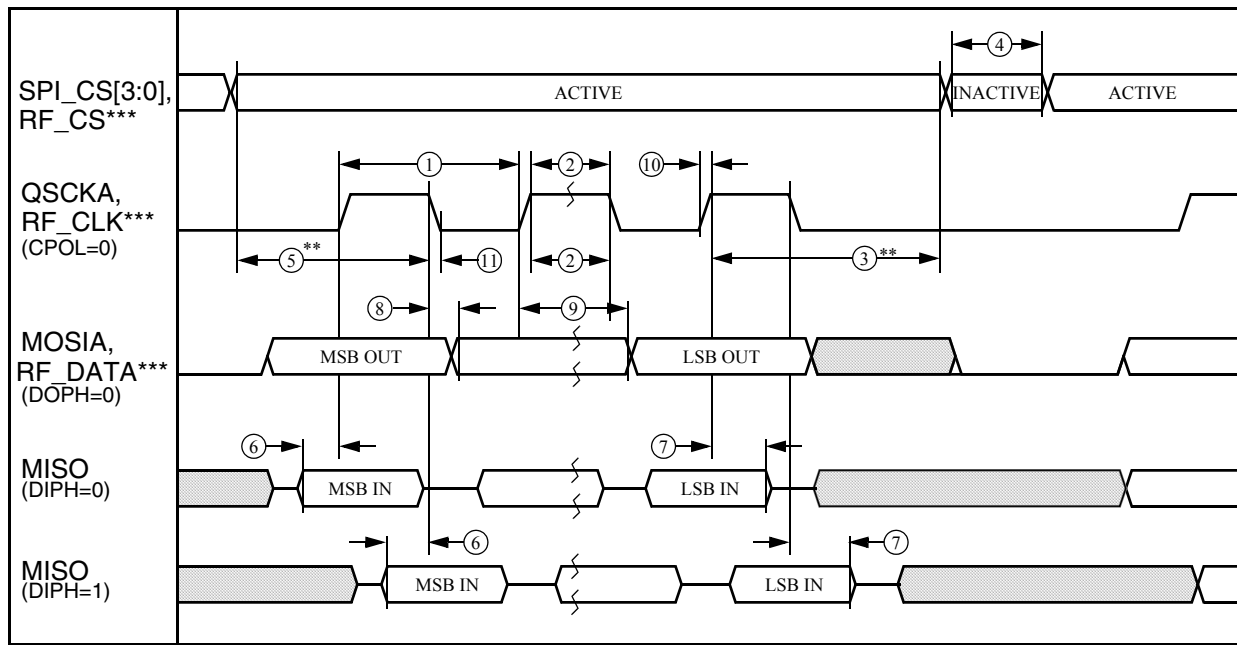 ④
SPI_CS[3:0],
RF_CS***
ACTIVE
INACTIVE
ACTIVE
①
②
⑩
QSCKA,
RF_CLK***
(CPOL=0)
⑤**
⑪
②
③**
⑧
⑨
MOSIA,
RF_DATA***
(DOPH=0)
MSB OUT
LSB OUT
⑥
⑦
MISO
(DIPH=0)
MSB IN
LSB IN
⑥
⑦
MISO
(DIPH=1)
MSB IN
LSB IN